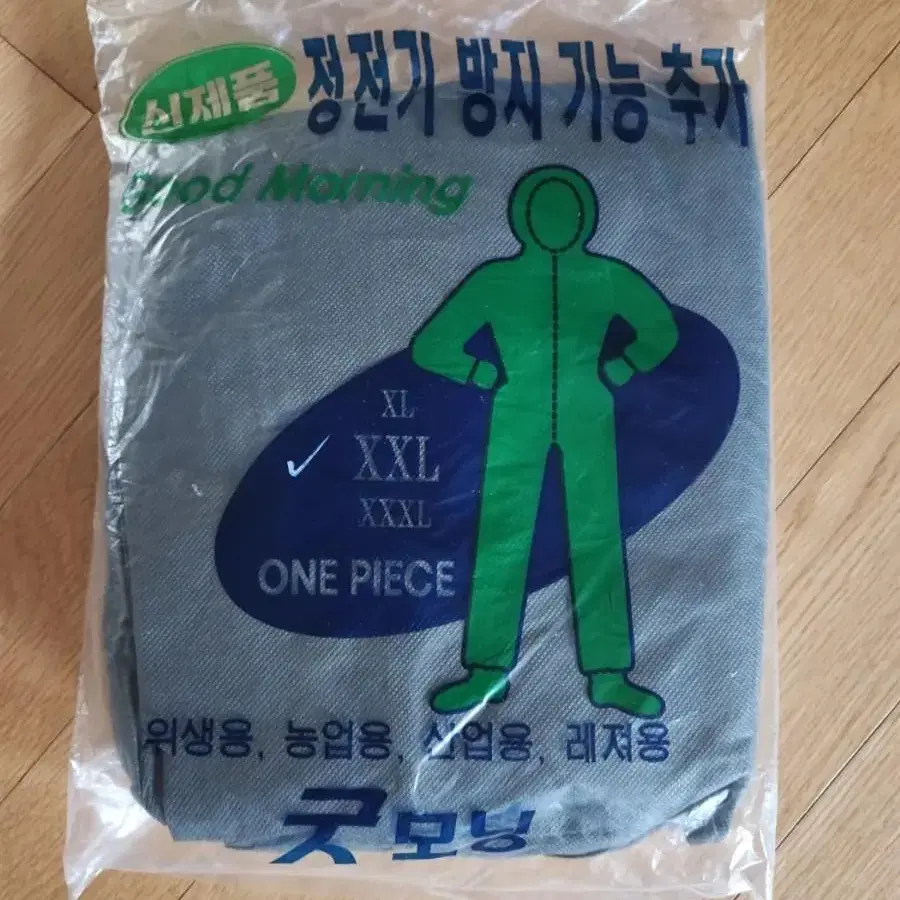 신제품 정전기 방지 기능 추가
Good Morning
XL
✓ XXL
XXXL
ONE PIECE
위생용, 농업용, 산업용, 레져용
굿모닝